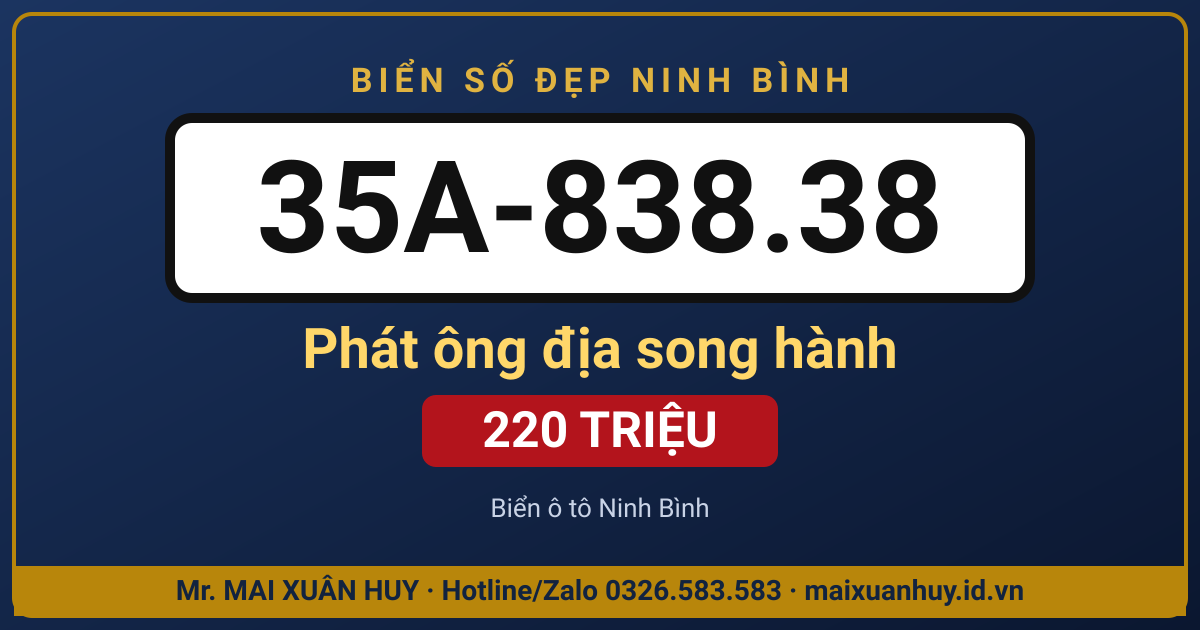 BIỂN SỐ ĐẸP NINH BÌNH
35A-838.38
Phát ông địa song hành
220 TRIỆU
Biển ô tô Ninh Bình
Mr. MAI XUÂN HUY · Hotline/Zalo 0326.583.583 · maixuanhuy.id.vn